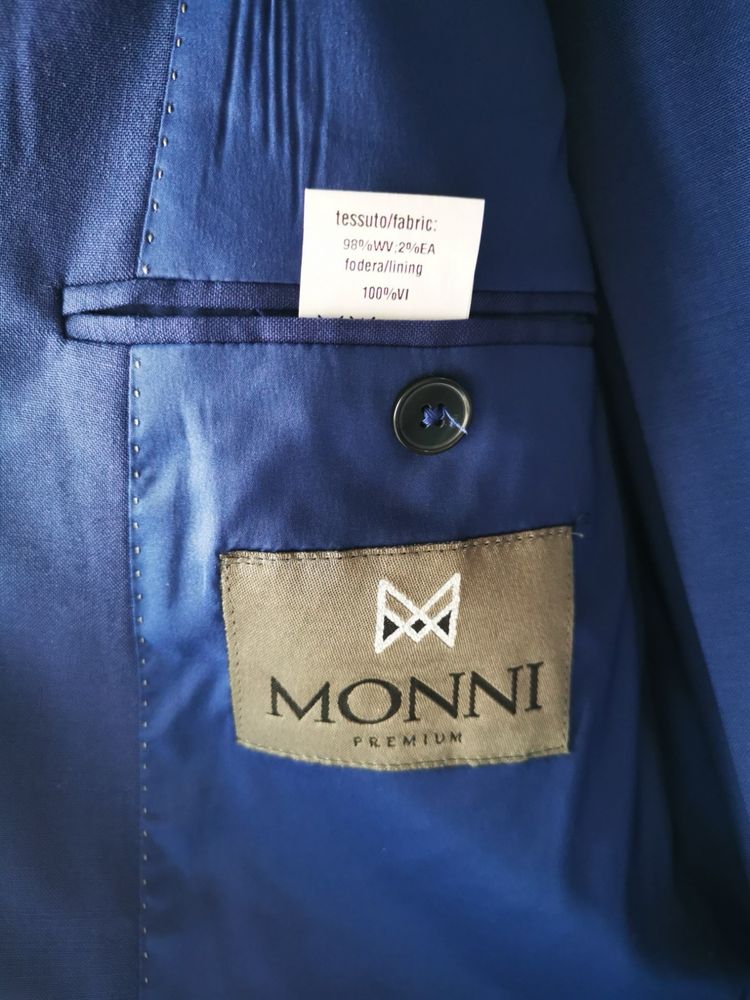 tessuto/fabric:
98%WV;2%EA
fodera/lining
100%VI
MONNI
PREMIUM